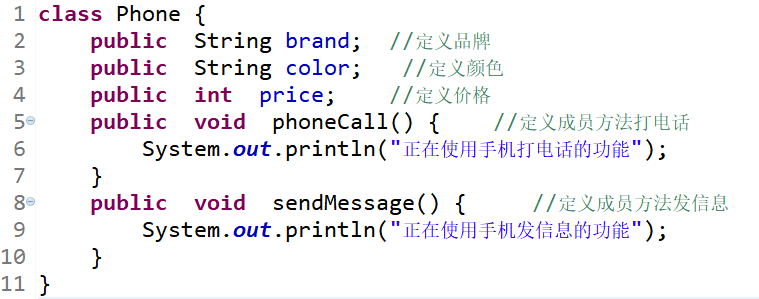 1 class Phone {
2 public String brand; //定义品牌
3 public String color; //定义颜色
4 public int price; //定义价格
5 public void phoneCall() { //定义成员方法打电话
6 System.out.println("正在使用手机打电话的功能");
7 }
8 public void sendMessage() { //定义成员方法发信息
9 System.out.println("正在使用手机发信息的功能");
10 }
11 }